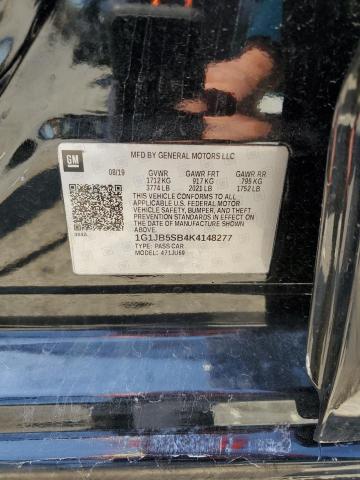 GM
MFD BY GENERAL MOTORS LLC
08/19 GVWR GAWR FRT GAWR RR
1712 KG 917 KG 795 KG
3774 LB 2021 LB 1752 LB
THIS VEHICLE CONFORMS TO ALL
APPLICABLE U.S. FEDERAL MOTOR
VEHICLE SAFETY, BUMPER, AND THEFT
PREVENTION STANDARDS IN EFFECT ON
THE DATE OF MANUFACTURE SHOWN
ABOVE.
1G1JB5SB4K4148277
TYPE: PASS CAR
MODEL: 471JU69